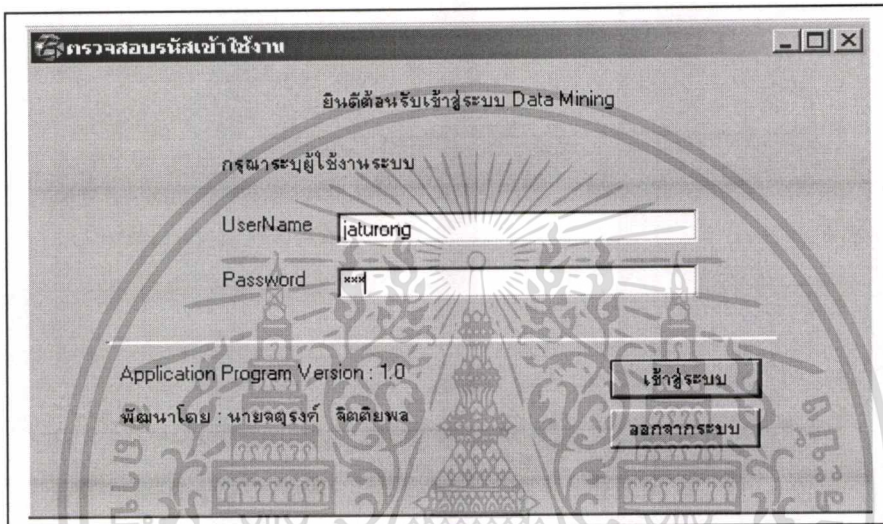 ตรวจสอบรหัสเข้าใช้งาน
ยินดีต้อนรับเข้าสู่ระบบ Data Mining
กรุณาระบุผู้ใช้งานระบบ
UserName jaturong
Password ***
Application Program Version : 1.0 เข้าสู่ระบบ
พัฒนาโดย : นายจตุรงค์ จิตติยพล ออกจากระบบ